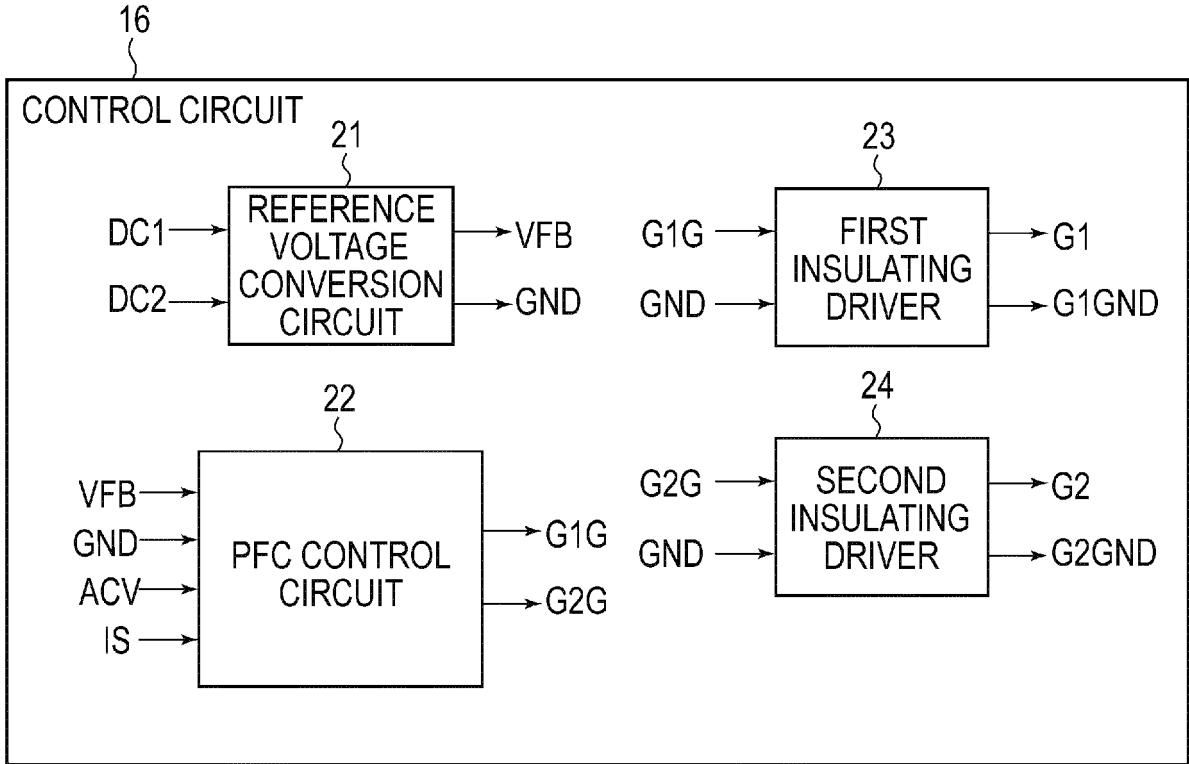 16
CONTROL CIRCUIT
21
DC1
DC2
REFERENCE
VOLTAGE
CONVERSION
CIRCUIT
VFB
GND
23
G1G
GND
FIRST
INSULATING
DRIVER
G1
G1GND
22
VFB
GND
ACV
IS
PFC CONTROL
CIRCUIT
G1G
G2G
24
G2G
GND
SECOND
INSULATING
DRIVER
G2
G2GND